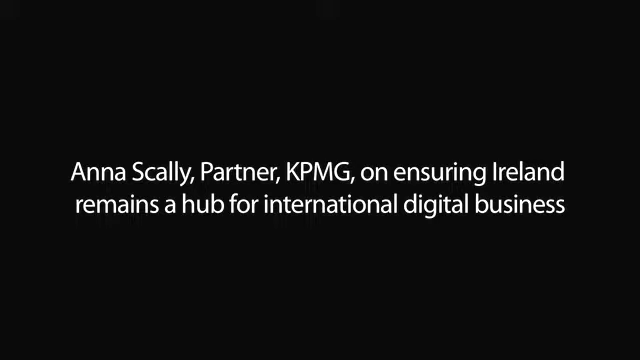 Anna Scally, Partner, KPMG, on ensuring Ireland
remains a hub for international digital business